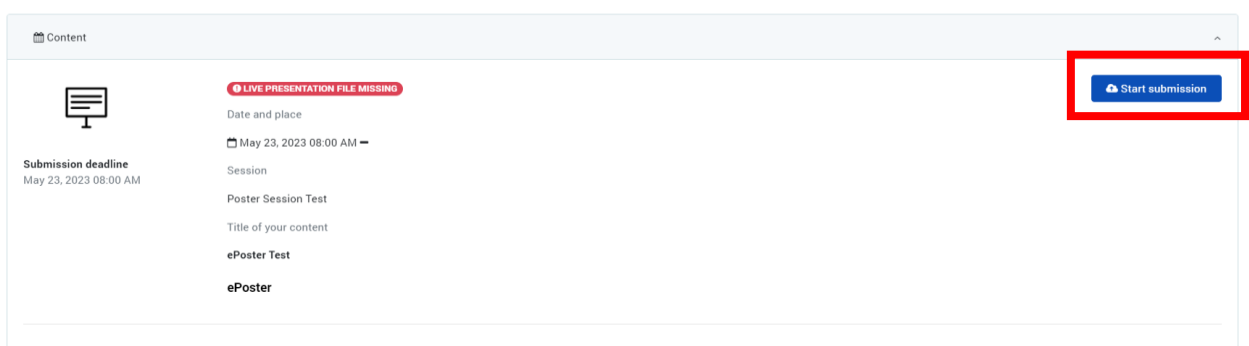 Content
Start submission
LIVE PRESENTATION FILE MISSING
Date and place
May 23, 2023 08:00 AM –
Submission deadline
May 23, 2023 08:00 AM
Session
Poster Session Test
Title of your content
ePoster Test
ePoster